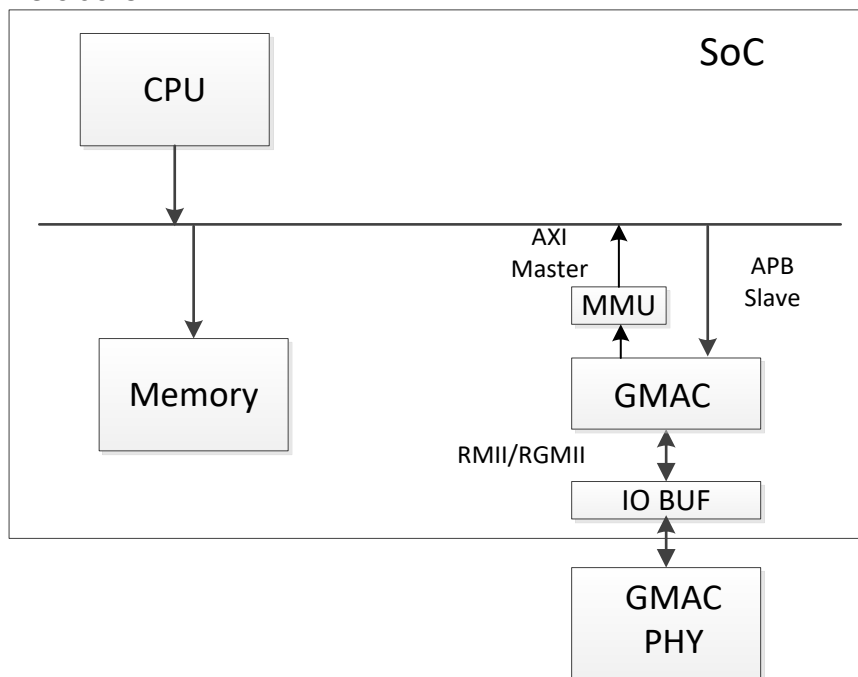 SoC
CPU
AXI
Master
APB
Slave
MMU
Memory
GMAC
RMII/RGMII
IO BUF
GMAC
PHY